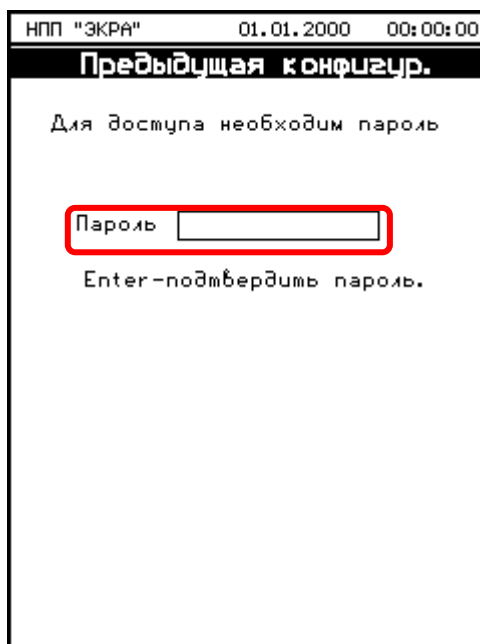 НПП "ЭКРА" 01.01.2000 00:00:00
Предыдущая конфигур.
Для доступа необходим пароль
Пароль
Enter-подтвердить пароль.